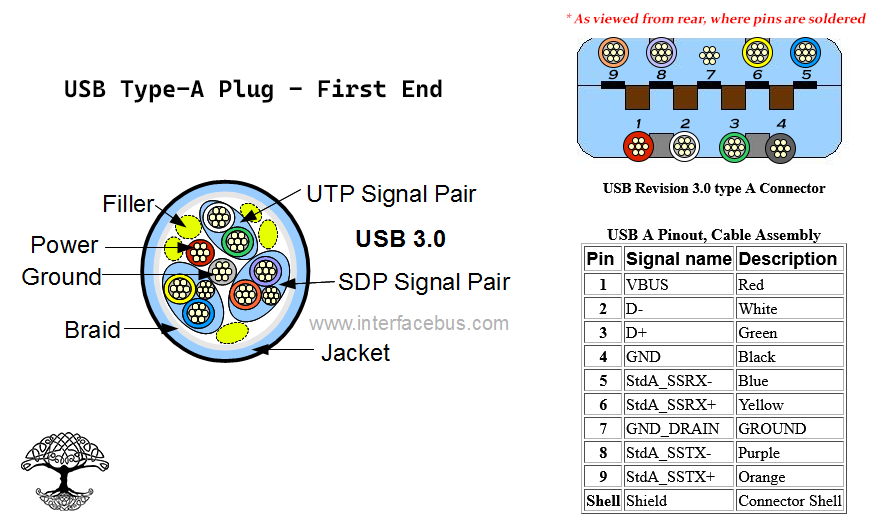 * As viewed from rear, where pins are soldered
USB Type-A Plug - First End
9 8 7 6 5
1 2 3 4
USB Revision 3.0 type A Connector
Filler
UTP Signal Pair
Power
USB 3.0
Ground
SDP Signal Pair
www.interfacebus.com
Braid
Jacket
USB A Pinout, Cable Assembly
Pin Signal name Description
1 VBUS Red
2 D- White
3 D+ Green
4 GND Black
5 StdA_SSRX- Blue
6 StdA_SSRX+ Yellow
7 GND_DRAIN GROUND
8 StdA_SSTX- Purple
9 StdA_SSTX+ Orange
Shell Shield Connector Shell